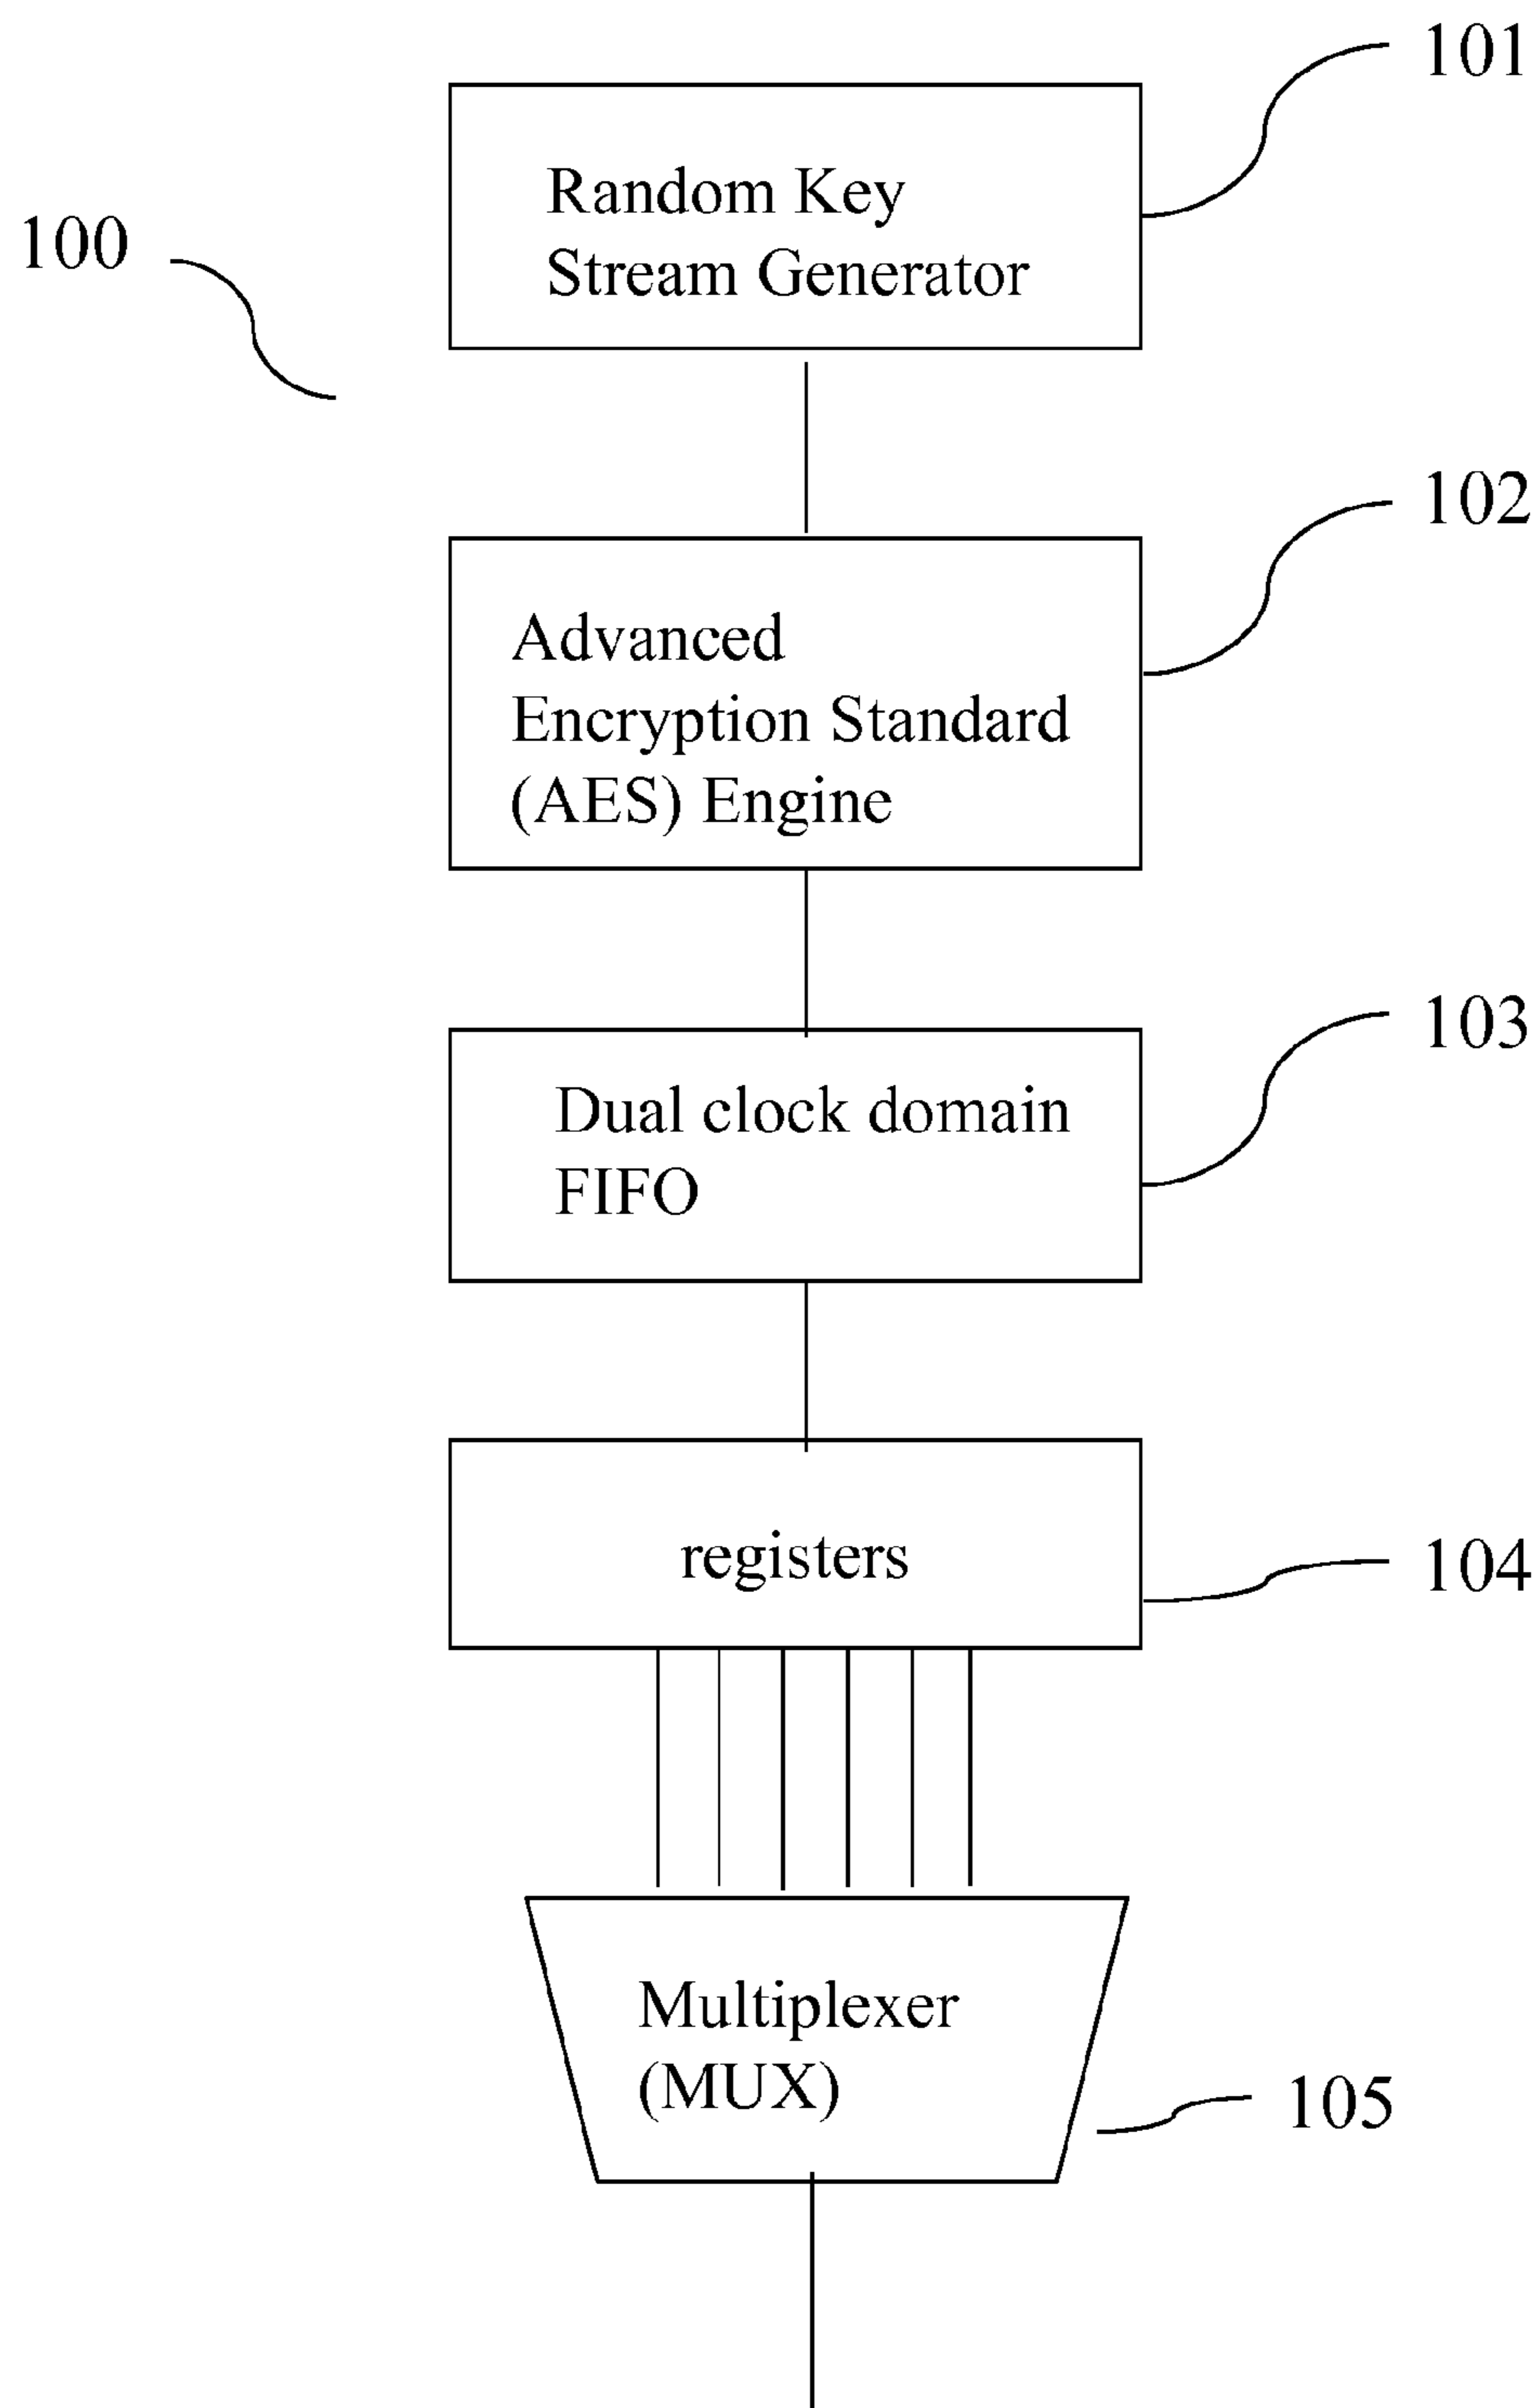 101
Random Key
Stream Generator
100
102
Advanced
Encryption Standard
(AES) Engine
103
Dual clock domain
FIFO
registers
104
Multiplexer
(MUX)
105